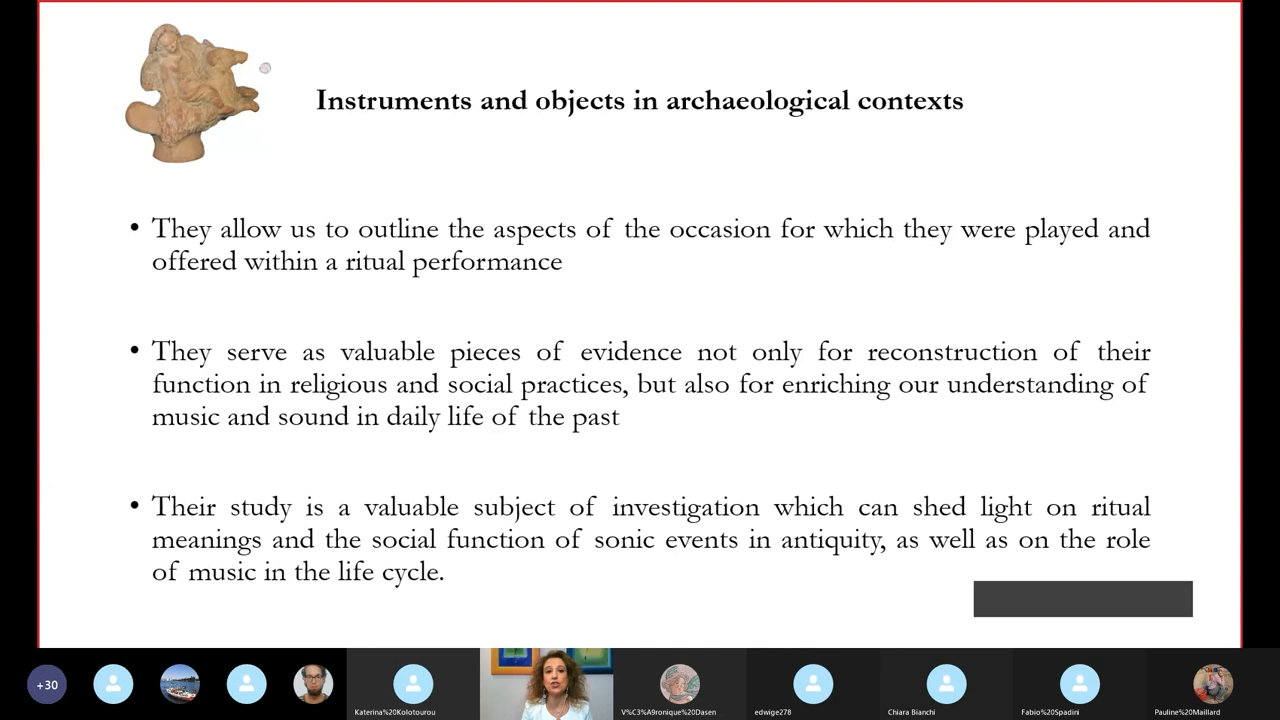 Instruments and objects in archaeological contexts
• They allow us to outline the aspects of the occasion for which they were played and
offered within a ritual performance
• They serve as valuable pieces of evidence not only for reconstruction of their
function in religious and social practices, but also for enriching our understanding of
music and sound in daily life of the past
• Their study is a valuable subject of investigation which can shed light on ritual
meanings and the social function of sonic events in antiquity, as well as on the role
of music in the life cycle.
+30
Katerina%20Kolotourou
V%C3%A9ronique%20Dasen
edwige278
Chiara Bianchi
Fabio%20Spadini
Pauline%20Maillard